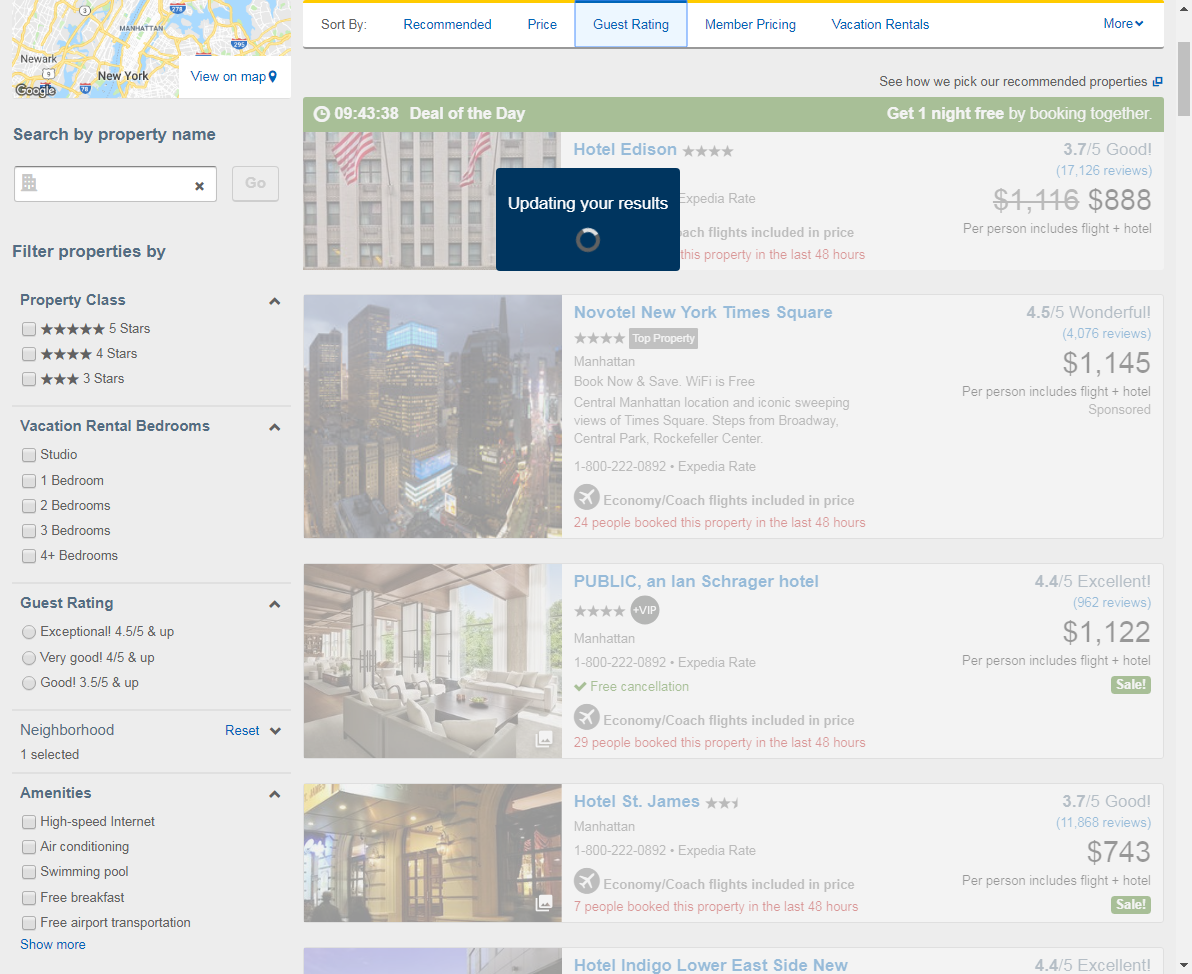 3
278
MANHATTAN
295
Newark
9
New York
78
Google
View on map
Search by property name
Go
Filter properties by
Property Class
5 Stars
4 Stars
3 Stars
Vacation Rental Bedrooms
Studio
1 Bedroom
2 Bedrooms
3 Bedrooms
4+ Bedrooms
Guest Rating
Exceptional! 4.5/5 & up
Very good! 4/5 & up
Good! 3.5/5 & up
Neighborhood Reset
1 selected
Amenities
High-speed Internet
Air conditioning
Swimming pool
Free breakfast
Free airport transportation
Show more
Sort By: Recommended Price Guest Rating Member Pricing Vacation Rentals More
See how we pick our recommended properties
09:43:38 Deal of the Day Get 1 night free by booking together.
Hotel Edison 3.7/5 Good!
(17,126 reviews)
Updating your results
Expedia Rate
$1,116 $888
Per person includes flight + hotel
ach flights included in price
this property in the last 48 hours
Novotel New York Times Square 4.5/5 Wonderful!
(4,076 reviews)
Top Property
$1,145
Manhattan
Book Now & Save. WiFi is Free
Per person includes flight + hotel
Sponsored
Central Manhattan location and iconic sweeping
views of Times Square. Steps from Broadway,
Central Park, Rockefeller Center.
1-800-222-0892 • Expedia Rate
Economy/Coach flights included in price
24 people booked this property in the last 48 hours
PUBLIC, an Ian Schrager hotel 4.4/5 Excellent!
(962 reviews)
+VIP
$1,122
Manhattan
1-800-222-0892 • Expedia Rate
Per person includes flight + hotel
Free cancellation
Sale!
Economy/Coach flights included in price
29 people booked this property in the last 48 hours
Hotel St. James 3.7/5 Good!
(11,868 reviews)
Manhattan
1-800-222-0892 • Expedia Rate
$743
Per person includes flight + hotel
Economy/Coach flights included in price
Sale!
7 people booked this property in the last 48 hours
Hotel Indigo Lower East Side New 4.4/5 Excellent!